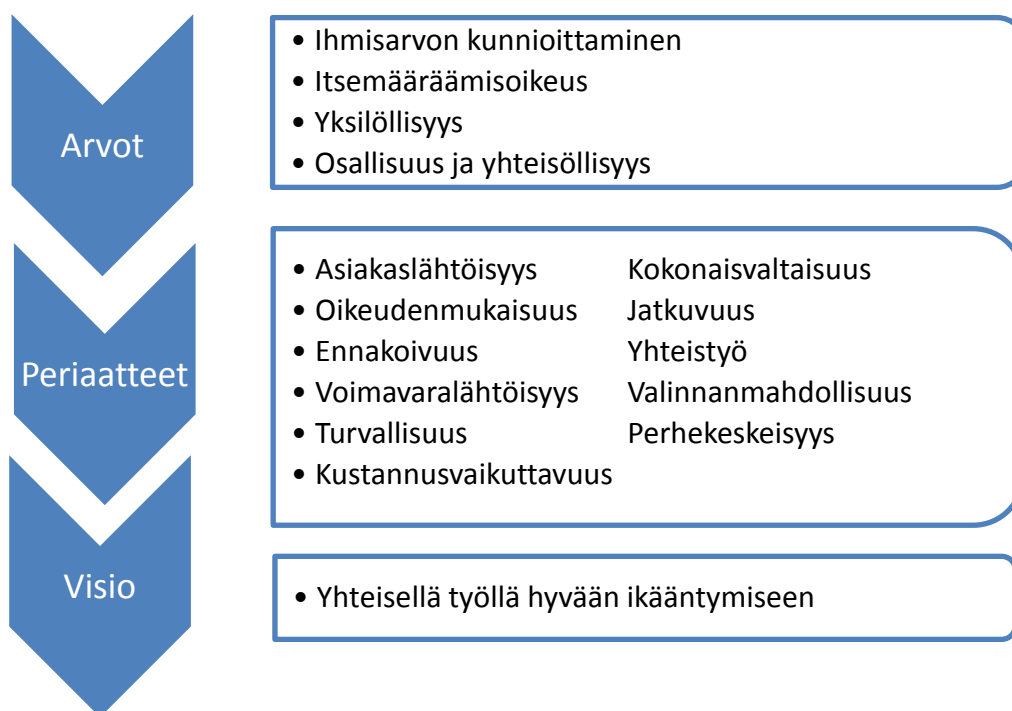 Arvot
• Ihmisarvon kunnioittaminen
• Itsemääräämisoikeus
• Yksilöllisyys
• Osallisuus ja yhteisöllisyys
Periaatteet
• Asiakaslähtöisyys Kokonaisvaltaisuus
• Oikeudenmukaisuus Jatkuvuus
• Ennakoivuus Yhteistyö
• Voimavaralähtöisyys Valinnanmahdollisuus
• Turvallisuus Perhekeskeisyys
• Kustannusvaikuttavuus
Visio
• Yhteisellä työllä hyvään ikääntymiseen